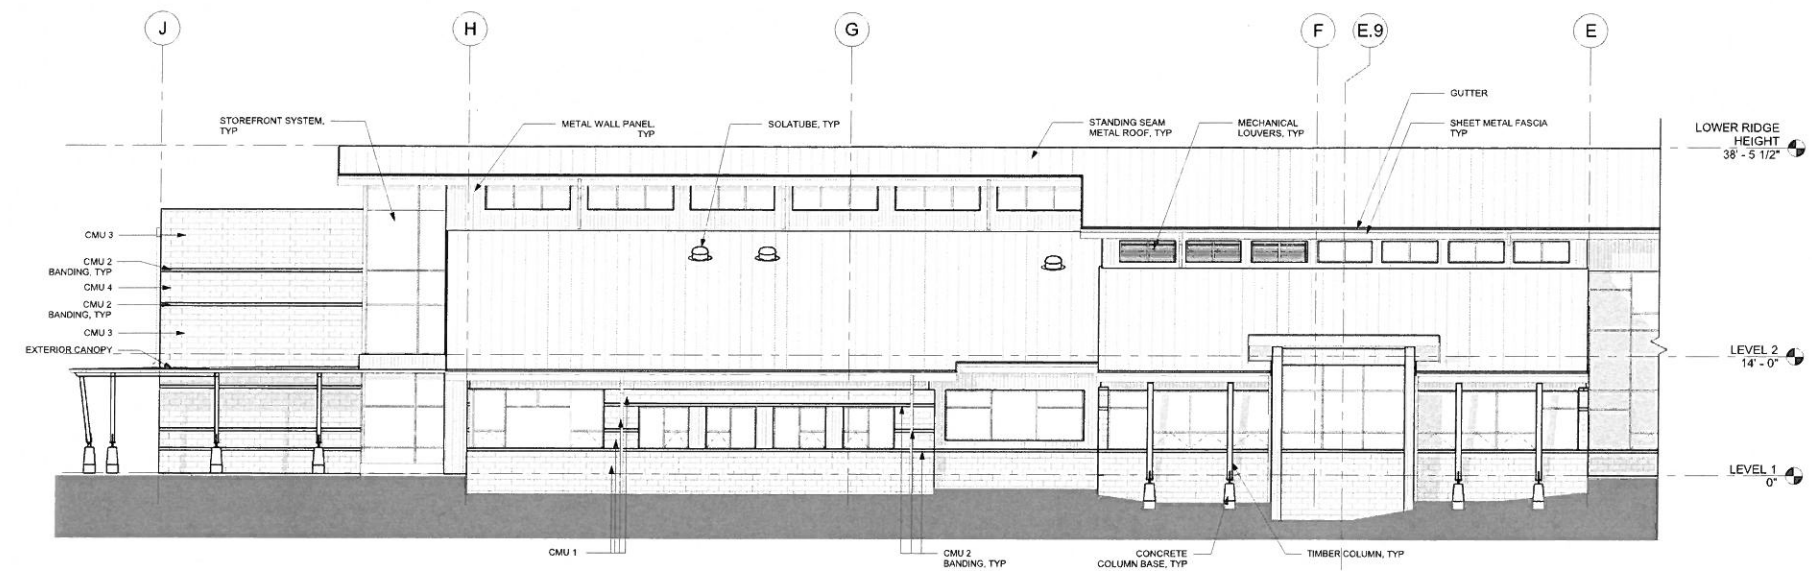 J
H
G
F
E.9
E
GUTTER
STOREFRONT SYSTEM,
TYP
METAL WALL PANEL,
TYP
SOLATUBE, TYP
STANDING SEAM
METAL ROOF, TYP
MECHANICAL
LOUVERS, TYP
SHEET METAL FASCIA
TYP
LOWER RIDGE
HEIGHT
38' - 5 1/2"
CMU 3
CMU 2
BANDING, TYP
CMU 4
CMU 2
BANDING, TYP
CMU 3
EXTERIOR CANOPY
LEVEL 2
14' - 0"
LEVEL 1
0"
CMU 1
CMU 2
BANDING, TYP
CONCRETE
COLUMN BASE, TYP
TIMBER COLUMN, TYP